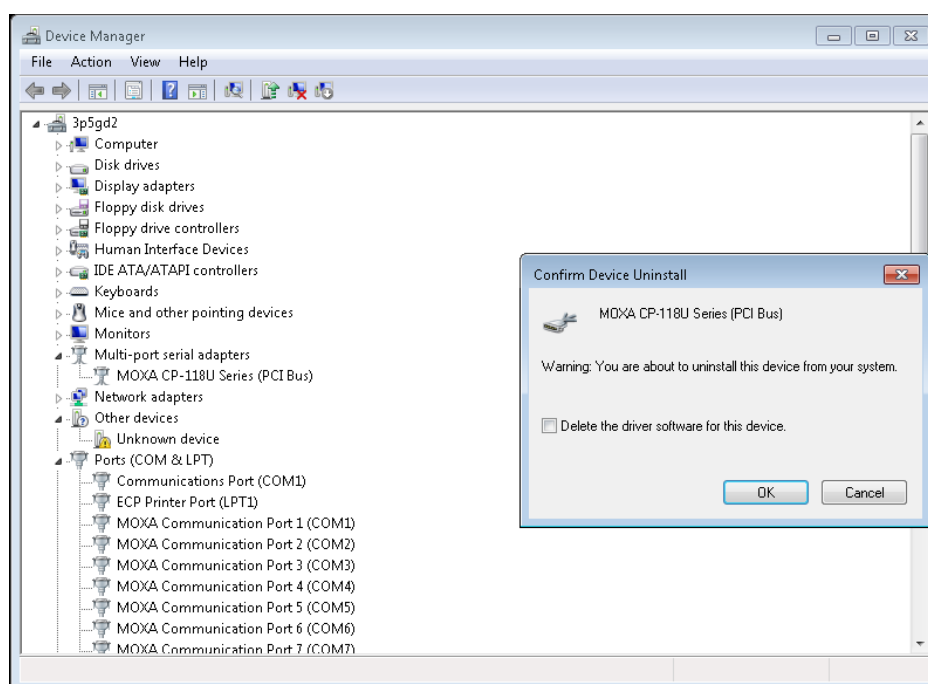 Device Manager
File Action View Help
3p5gd2
Computer
Disk drives
Display adapters
Floppy disk drives
Floppy drive controllers
Human Interface Devices
IDE ATA/ATAPI controllers
Keyboards
Mice and other pointing devices
Monitors
Multi-port serial adapters
MOXA CP-118U Series (PCI Bus)
Network adapters
Other devices
Unknown device
Ports (COM & LPT)
Communications Port (COM1)
ECP Printer Port (LPT1)
MOXA Communication Port 1 (COM1)
MOXA Communication Port 2 (COM2)
MOXA Communication Port 3 (COM3)
MOXA Communication Port 4 (COM4)
MOXA Communication Port 5 (COM5)
MOXA Communication Port 6 (COM6)
MOXA Communication Port 7 (COM7)
Confirm Device Uninstall
MOXA CP-118U Series (PCI Bus)
Warning: You are about to uninstall this device from your system.
Delete the driver software for this device.
OK Cancel